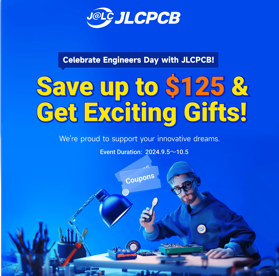 J@LC JLCPCB
Celebrate Engineers Day with JLCPCB!
Save up to $125 &
Get Exciting Gifts!
We're proud to support your innovative dreams.
Event Duration: 2024.9.5～10.5
Coupons